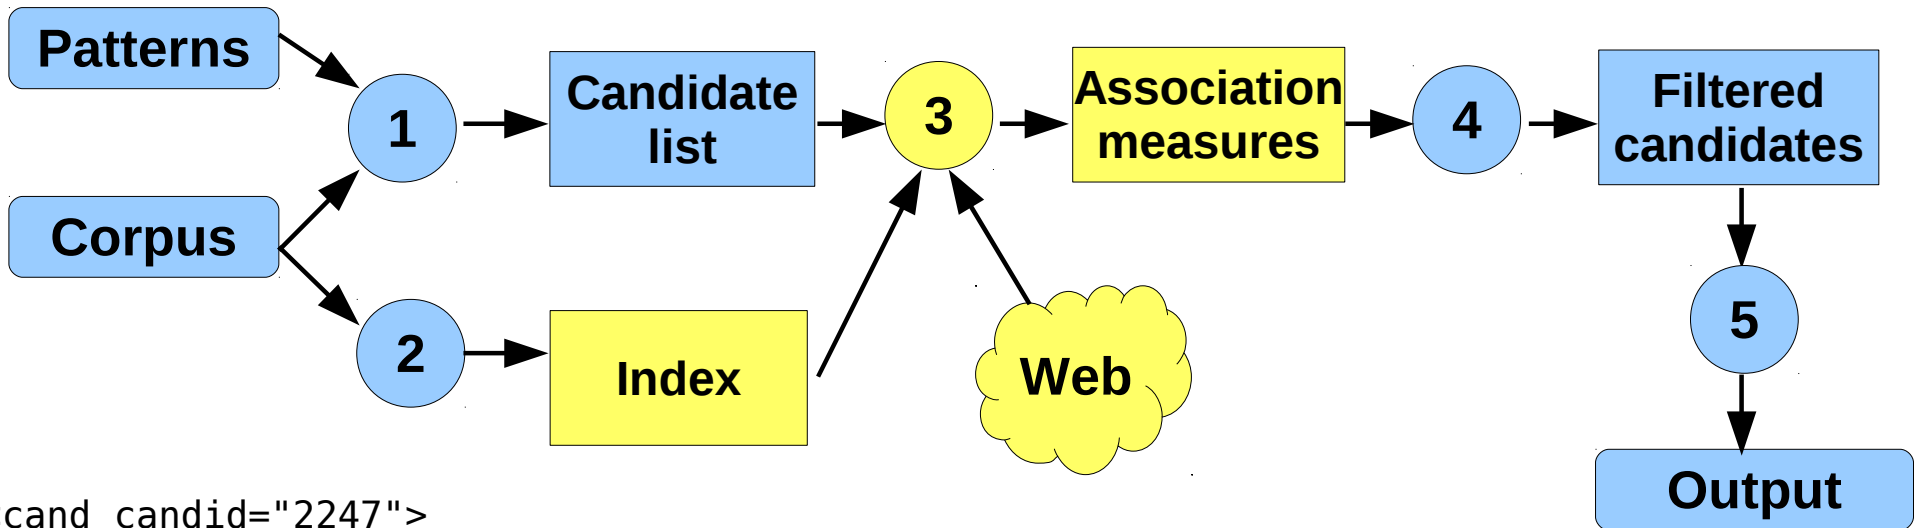 Patterns
Corpus
1
2
Candidate
list
Index
3
Web
Association
measures
4
Filtered
candidates
5
Output
cand candid="2247">